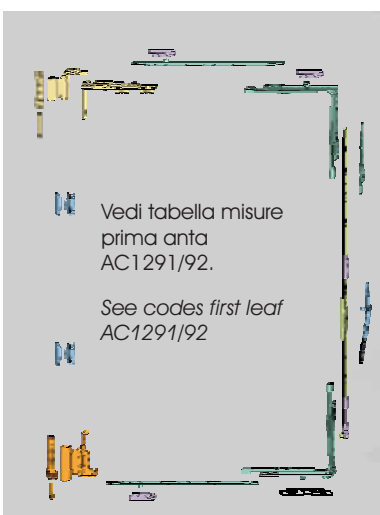 Vedi tabella misure
prima anta
AC1291/92.
See codes first leaf
AC1291/92